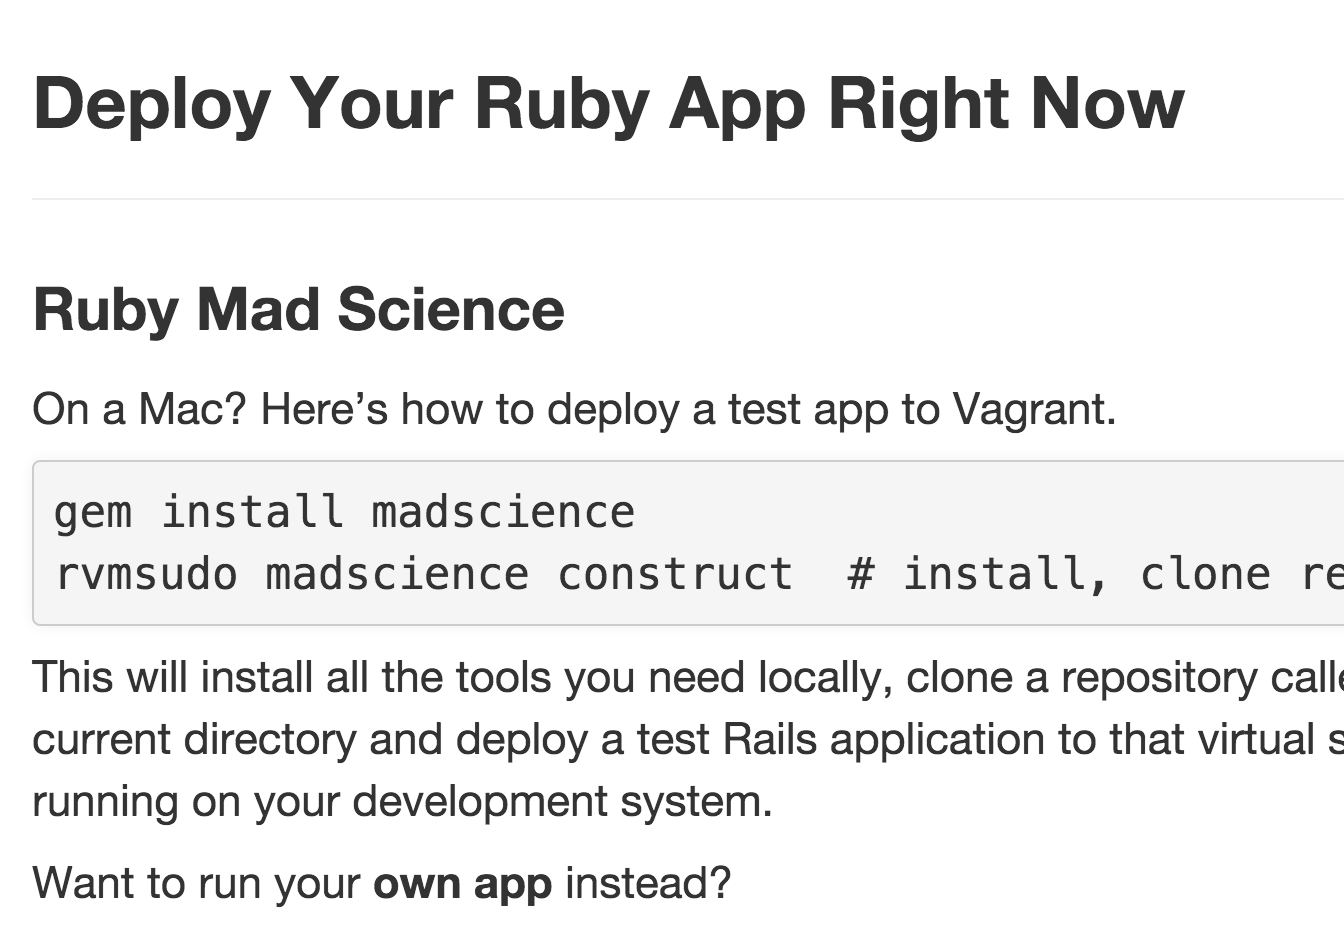 Deploy Your Ruby App Right Now
Ruby Mad Science
On a Mac? Here’s how to deploy a test app to Vagrant.
gem install madscience
rvmsudo madscience construct  # install, clone re
This will install all the tools you need locally, clone a repository calle
current directory and deploy a test Rails application to that virtual s
running on your development system.
Want to run your own app instead?